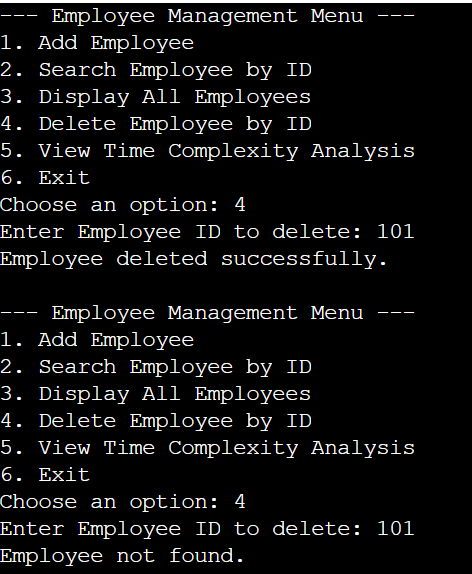 --- Employee Management Menu ---
1. Add Employee
2. Search Employee by ID
3. Display All Employees
4. Delete Employee by ID
5. View Time Complexity Analysis
6. Exit
Choose an option: 4
Enter Employee ID to delete: 101
Employee deleted successfully.

--- Employee Management Menu ---
1. Add Employee
2. Search Employee by ID
3. Display All Employees
4. Delete Employee by ID
5. View Time Complexity Analysis
6. Exit
Choose an option: 4
Enter Employee ID to delete: 101
Employee not found.